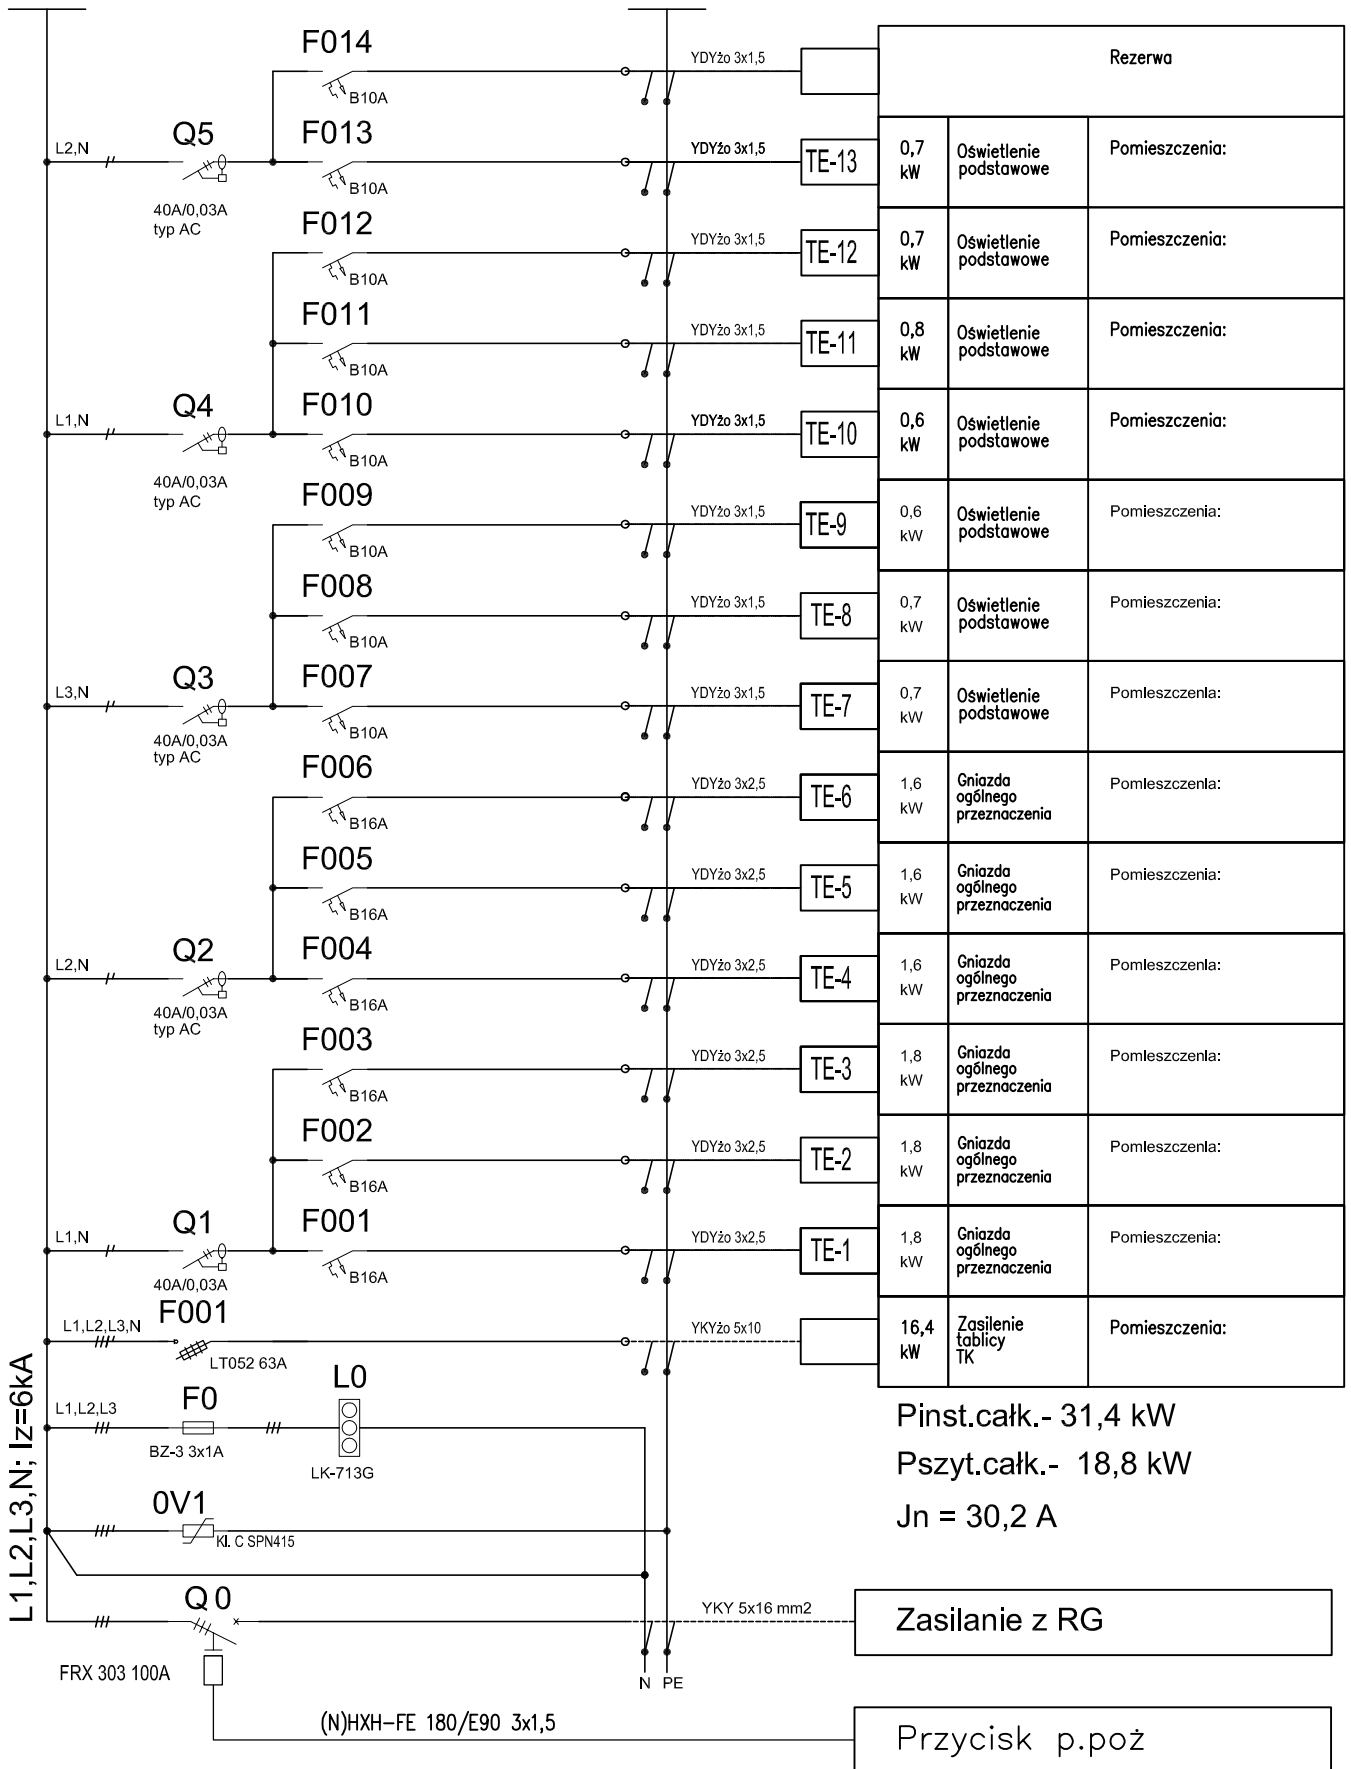 F014
YDYżo 3x1,5
Rezerwa
B10A
L2,N
Q5
40A/0,03A
typ AC
F013
B10A
YDYżo 3x1,5
TE-13
0,7
kW
Oświetlenie
podstawowe
Pomieszczenia:
F012
B10A
YDYżo 3x1,5
TE-12
0,7
kW
Oświetlenie
podstawowe
Pomieszczenia:
F011
B10A
YDYżo 3x1,5
TE-11
0,8
kW
Oświetlenie
podstawowe
Pomieszczenia:
L1,N
Q4
40A/0,03A
typ AC
F010
B10A
YDYżo 3x1,5
TE-10
0,6
kW
Oświetlenie
podstawowe
Pomieszczenia:
F009
B10A
YDYżo 3x1,5
TE-9
0,6
kW
Oświetlenie
podstawowe
Pomieszczenia:
F008
B10A
YDYżo 3x1,5
TE-8
0,7
kW
Oświetlenie
podstawowe
Pomieszczenia:
L3,N
Q3
40A/0,03A
typ AC
F007
B10A
YDYżo 3x1,5
TE-7
0,7
kW
Oświetlenie
podstawowe
Pomieszczenia:
F006
B16A
YDYżo 3x2,5
TE-6
1,6
kW
Gniazda
ogólnego
przeznaczenia
Pomieszczenia:
F005
B16A
YDYżo 3x2,5
TE-5
1,6
kW
Gniazda
ogólnego
przeznaczenia
Pomieszczenia:
L2,N
Q2
40A/0,03A
typ AC
F004
B16A
YDYżo 3x2,5
TE-4
1,6
kW
Gniazda
ogólnego
przeznaczenia
Pomieszczenia:
F003
B16A
YDYżo 3x2,5
TE-3
1,8
kW
Gniazda
ogólnego
przeznaczenia
Pomieszczenia:
F002
B16A
YDYżo 3x2,5
TE-2
1,8
kW
Gniazda
ogólnego
przeznaczenia
Pomieszczenia:
L1,N
Q1
40A/0,03A
F001
B16A
YDYżo 3x2,5
TE-1
1,8
kW
Gniazda
ogólnego
przeznaczenia
Pomieszczenia:
F001
L1,L2,L3,N
LT052 63A
YKYżo 5x10
16,4
kW
Zasilenie
tablicy
TK
Pomieszczenia:
L1,L2,L3,N; Iz=6kA
L1,L2,L3
F0
BZ-3 3x1A
L0
LK-713G
Pinst.całk.- 31,4 kW
Pszyt.całk.- 18,8 kW
Jn = 30,2 A
0V1
Kl. C SPN415
Q0
FRX 303 100A
YKY 5x16 mm2
Zasilanie z RG
N PE
(N)HXH-FE 180/E90 3x1,5
Przycisk p.poż